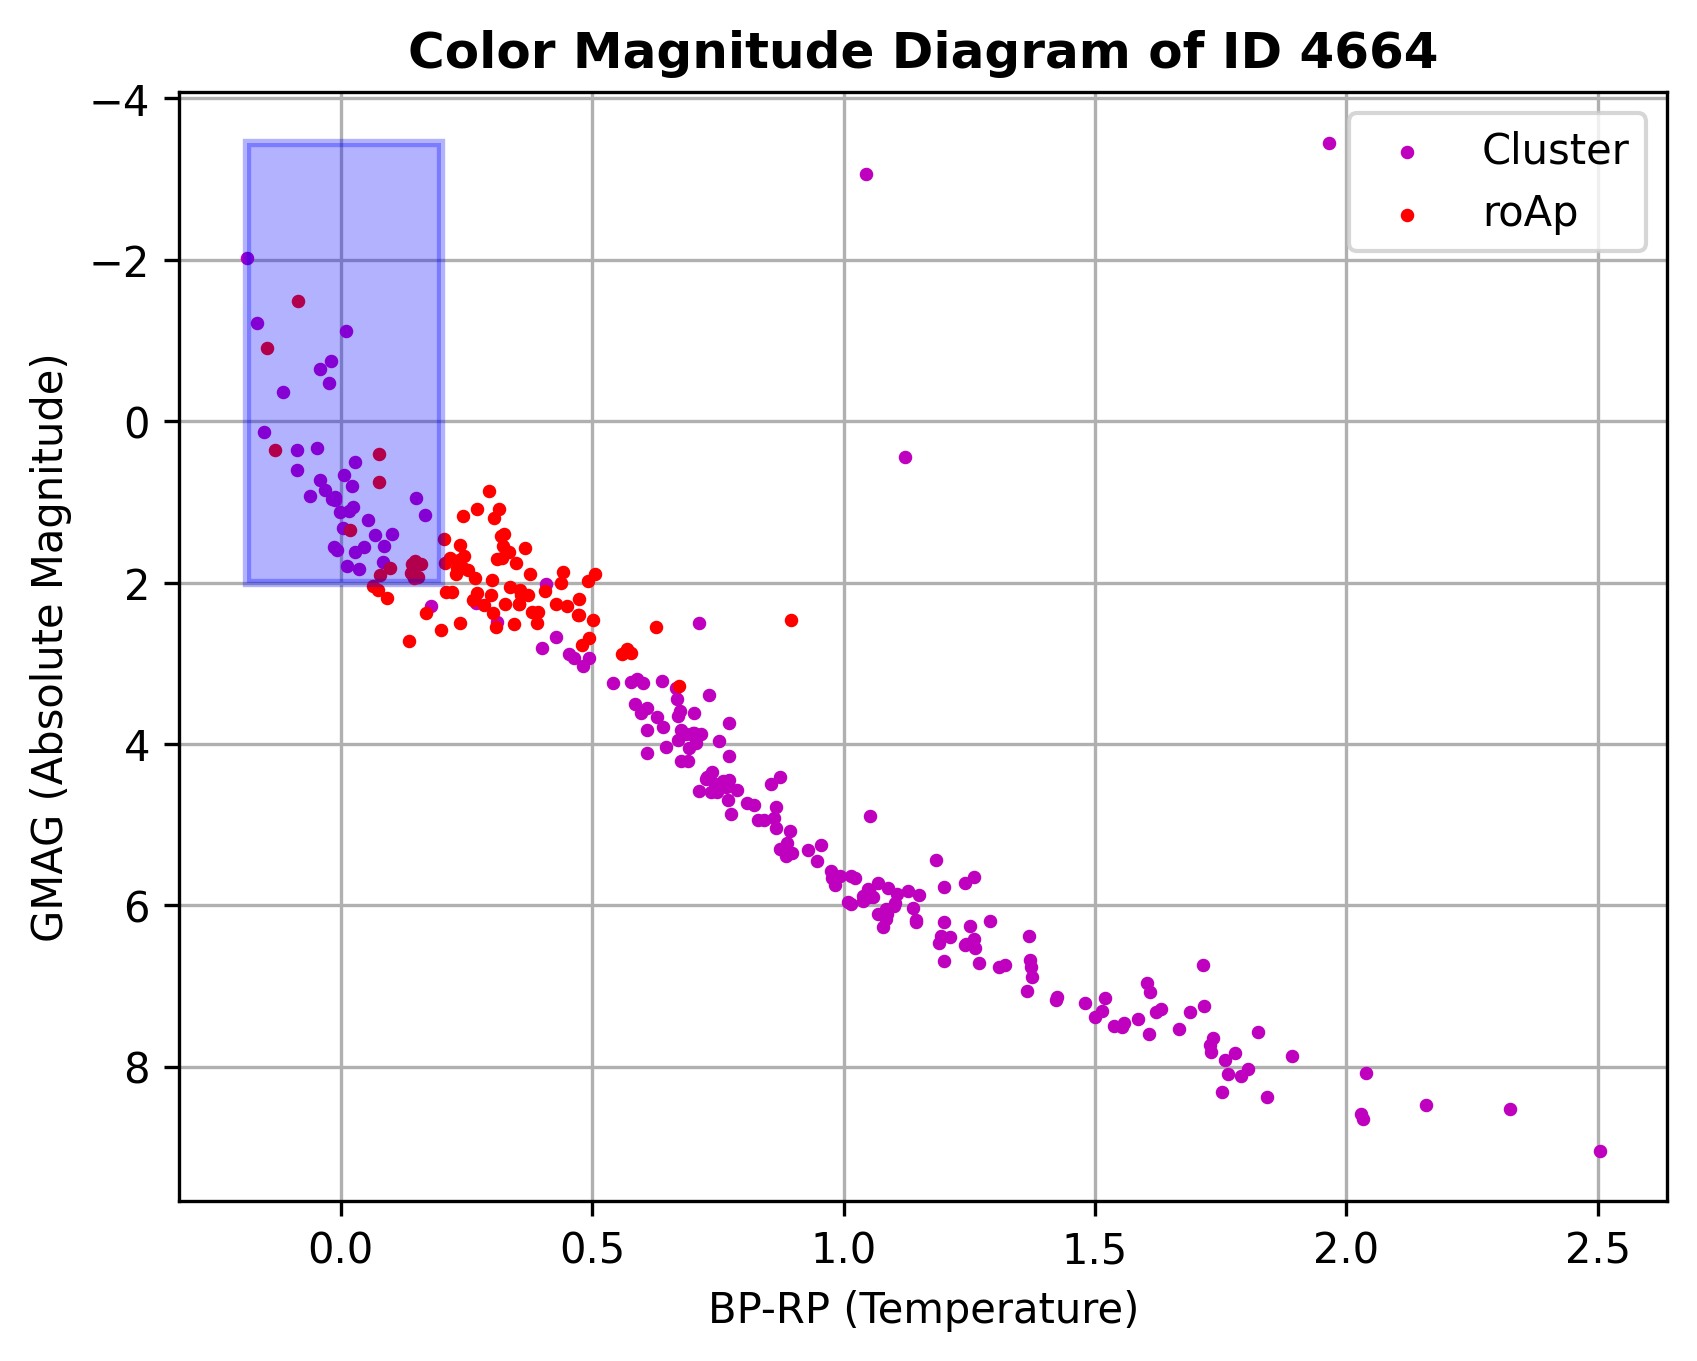 Color Magnitude Diagram of ID 4664
−4
−2
0
2
4
6
8
GMAG (Absolute Magnitude)
Cluster
roAp
0.0 0.5 1.0 1.5 2.0 2.5
BP-RP (Temperature)